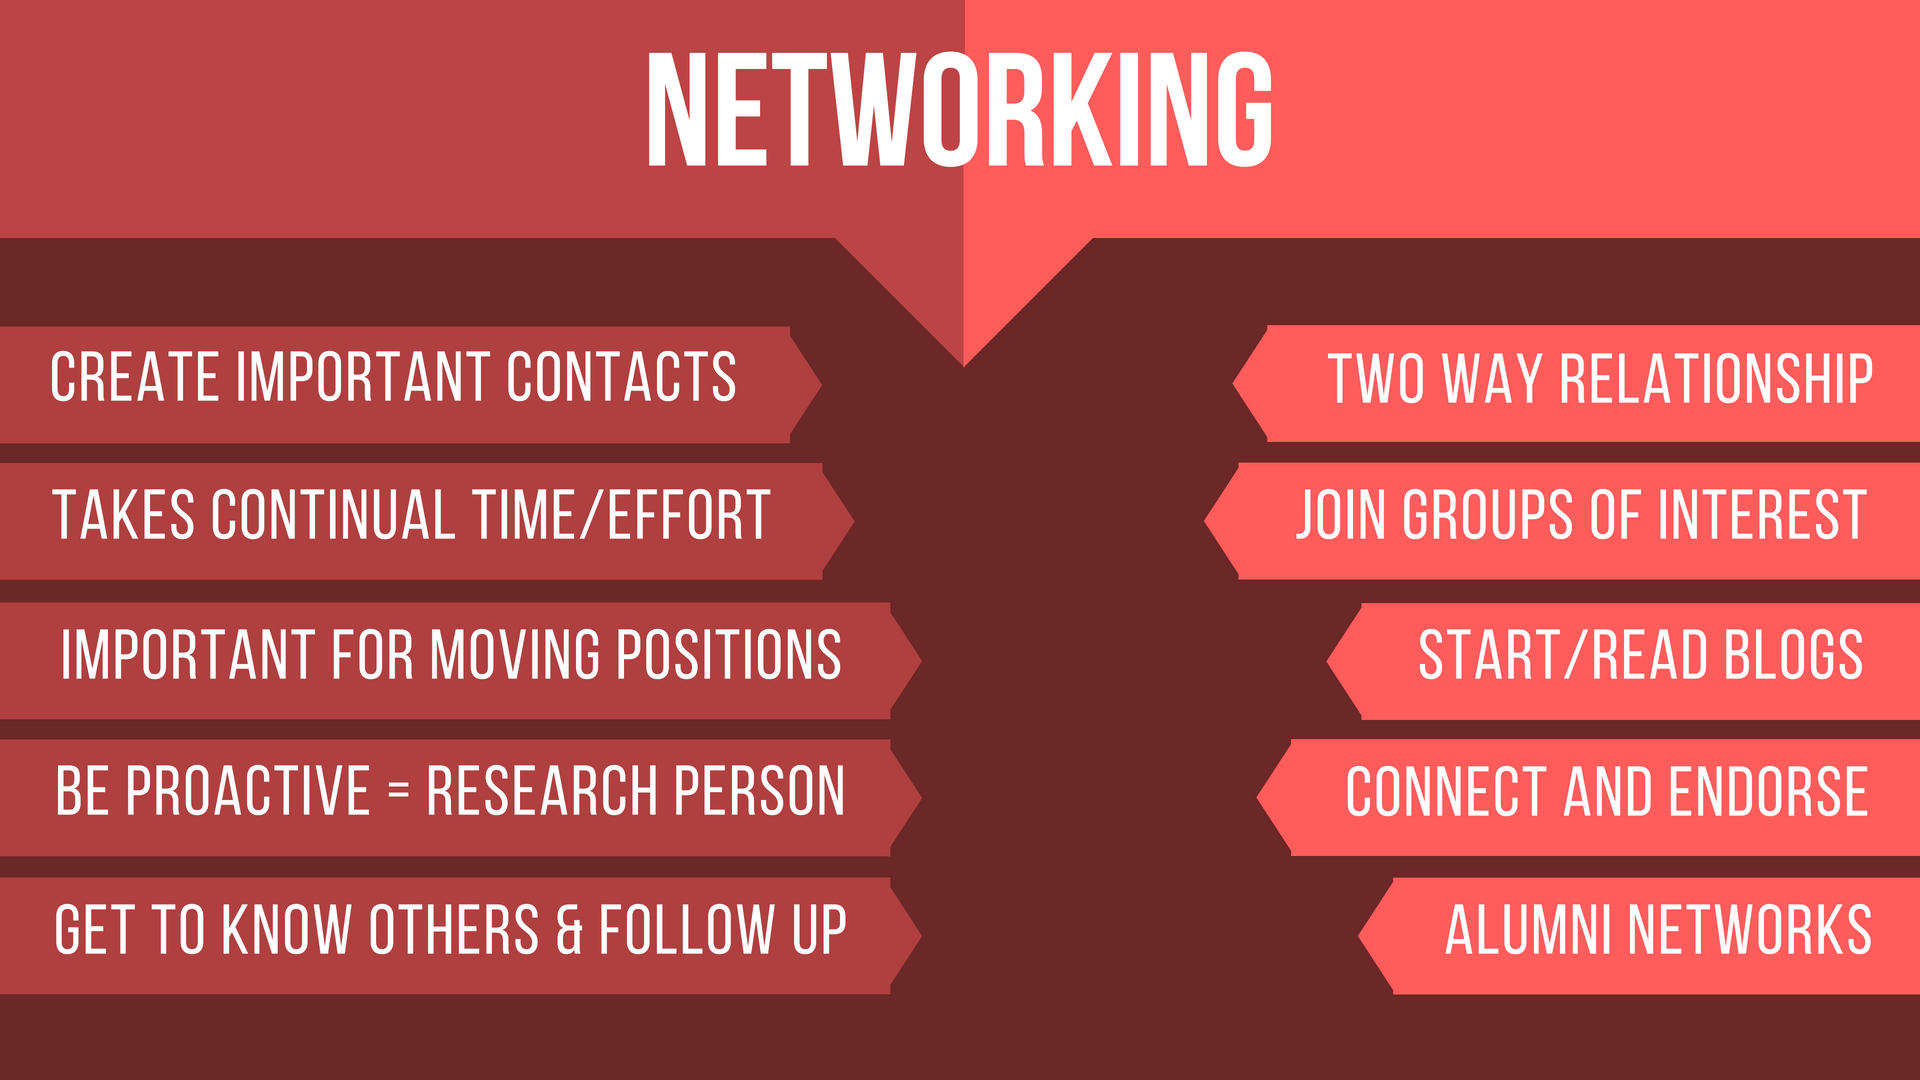 NETWORKING
CREATE IMPORTANT CONTACTS
TAKES CONTINUAL TIME/EFFORT
IMPORTANT FOR MOVING POSITIONS
BE PROACTIVE = RESEARCH PERSON
GET TO KNOW OTHERS & FOLLOW UP
TWO WAY RELATIONSHIP
JOIN GROUPS OF INTEREST
START/READ BLOGS
CONNECT AND ENDORSE
ALUMNI NETWORKS